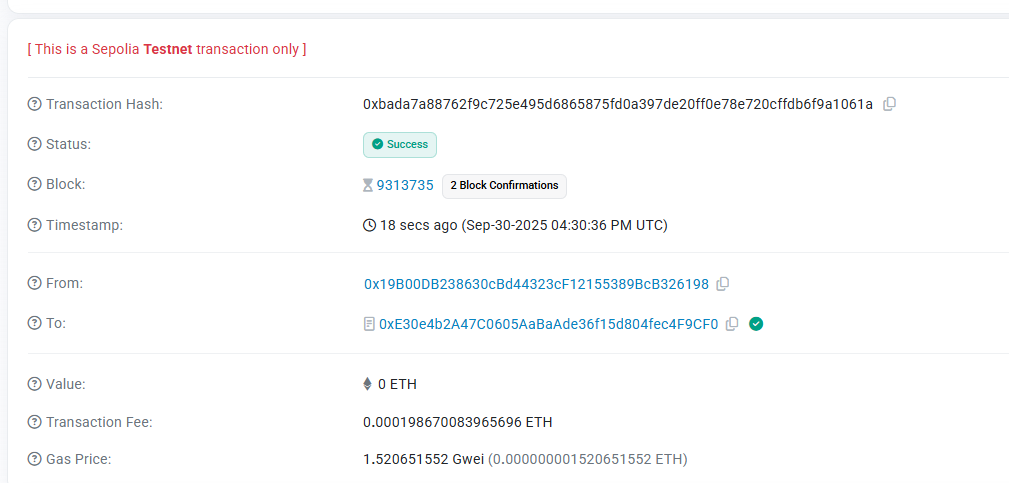 [ This is a Sepolia Testnet transaction only ]
Transaction Hash: 0xbada7a88762f9c725e495d6865875fd0a397de20ff0e78e720cffdb6f9a1061a
Status: Success
Block: 9313735 2 Block Confirmations
Timestamp: 18 secs ago (Sep-30-2025 04:30:36 PM UTC)
From: 0x19B00DB238630cBd44323cF12155389BcB326198
To: 0xE30e4b2A47C0605AaBaAde36f15d804fec4F9CF0
Value: 0 ETH
Transaction Fee: 0.000198670083965696 ETH
Gas Price: 1.520651552 Gwei (0.000000001520651552 ETH)